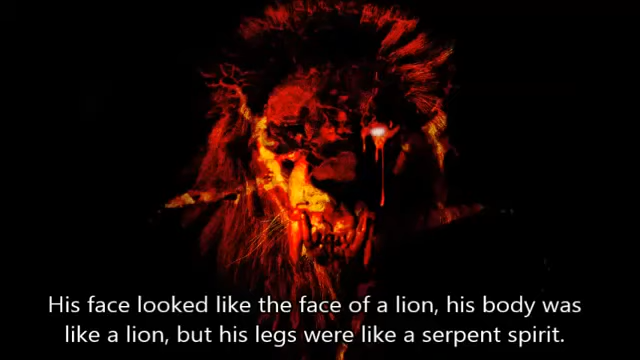 His face looked like the face of a lion, his body was
like a lion, but his legs were like a serpent spirit.